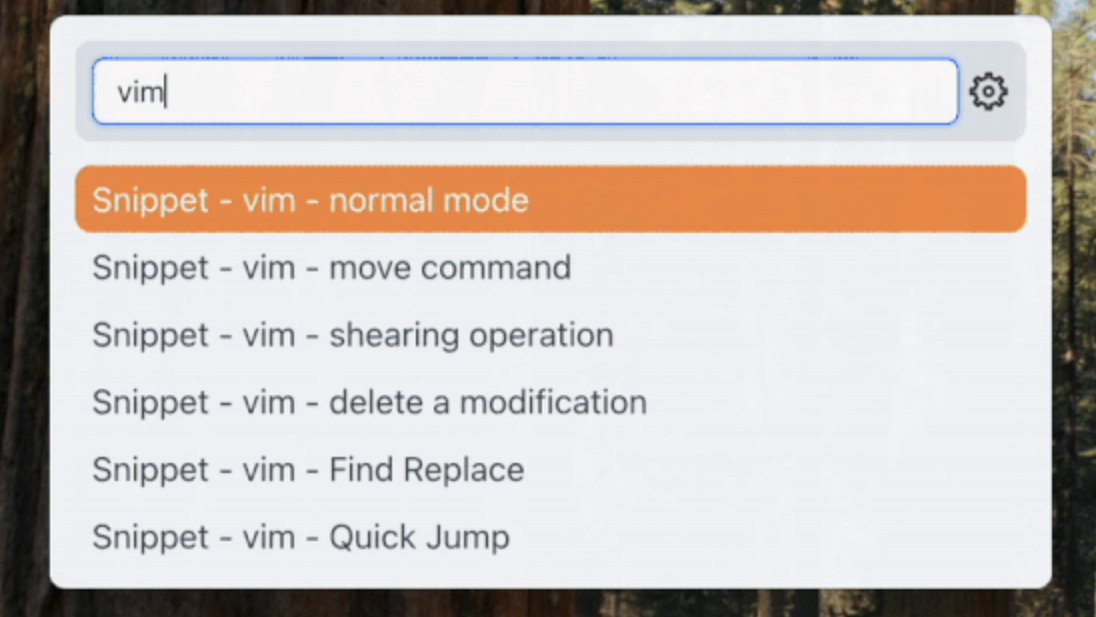 vim
Snippet - vim - normal mode
Snippet - vim - move command
Snippet - vim - shearing operation
Snippet - vim - delete a modification
Snippet - vim - Find Replace
Snippet - vim - Quick Jump